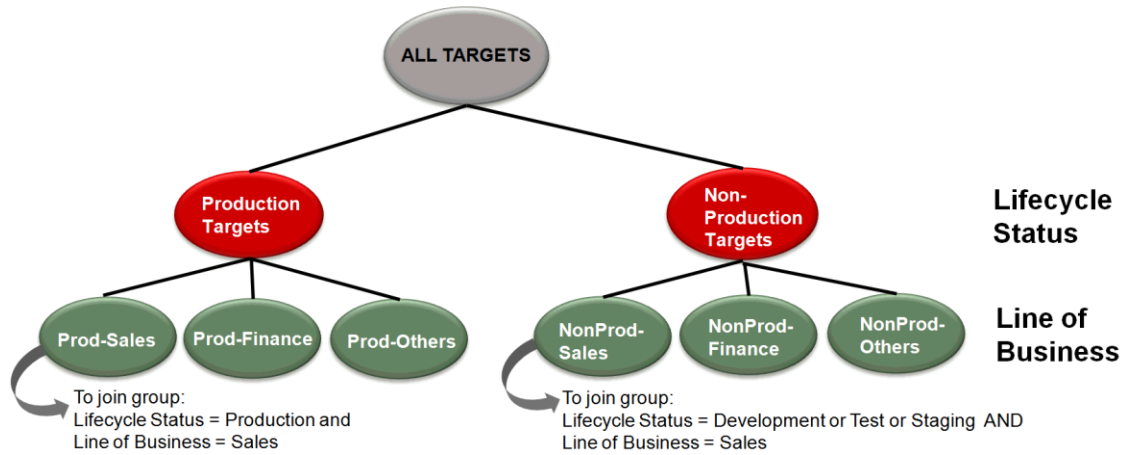 ALL TARGETS
Production
Targets
Non-
Production
Targets
Lifecycle
Status
Prod-Sales
Prod-Finance
Prod-Others
NonProd-
Sales
NonProd-
Finance
NonProd-
Others
Line of
Business
To join group:
Lifecycle Status = Production and
Line of Business = Sales
To join group:
Lifecycle Status = Development or Test or Staging AND
Line of Business = Sales